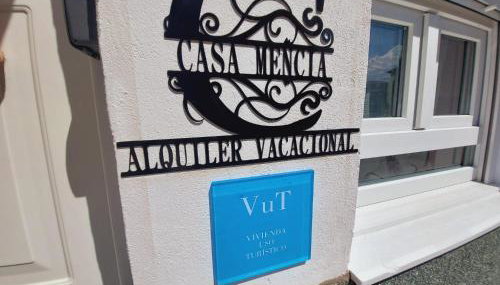 CASA MENCIA
ALQUILER VACACIONAL
VuT
VIVIENDA
USO
TURÍSTICO